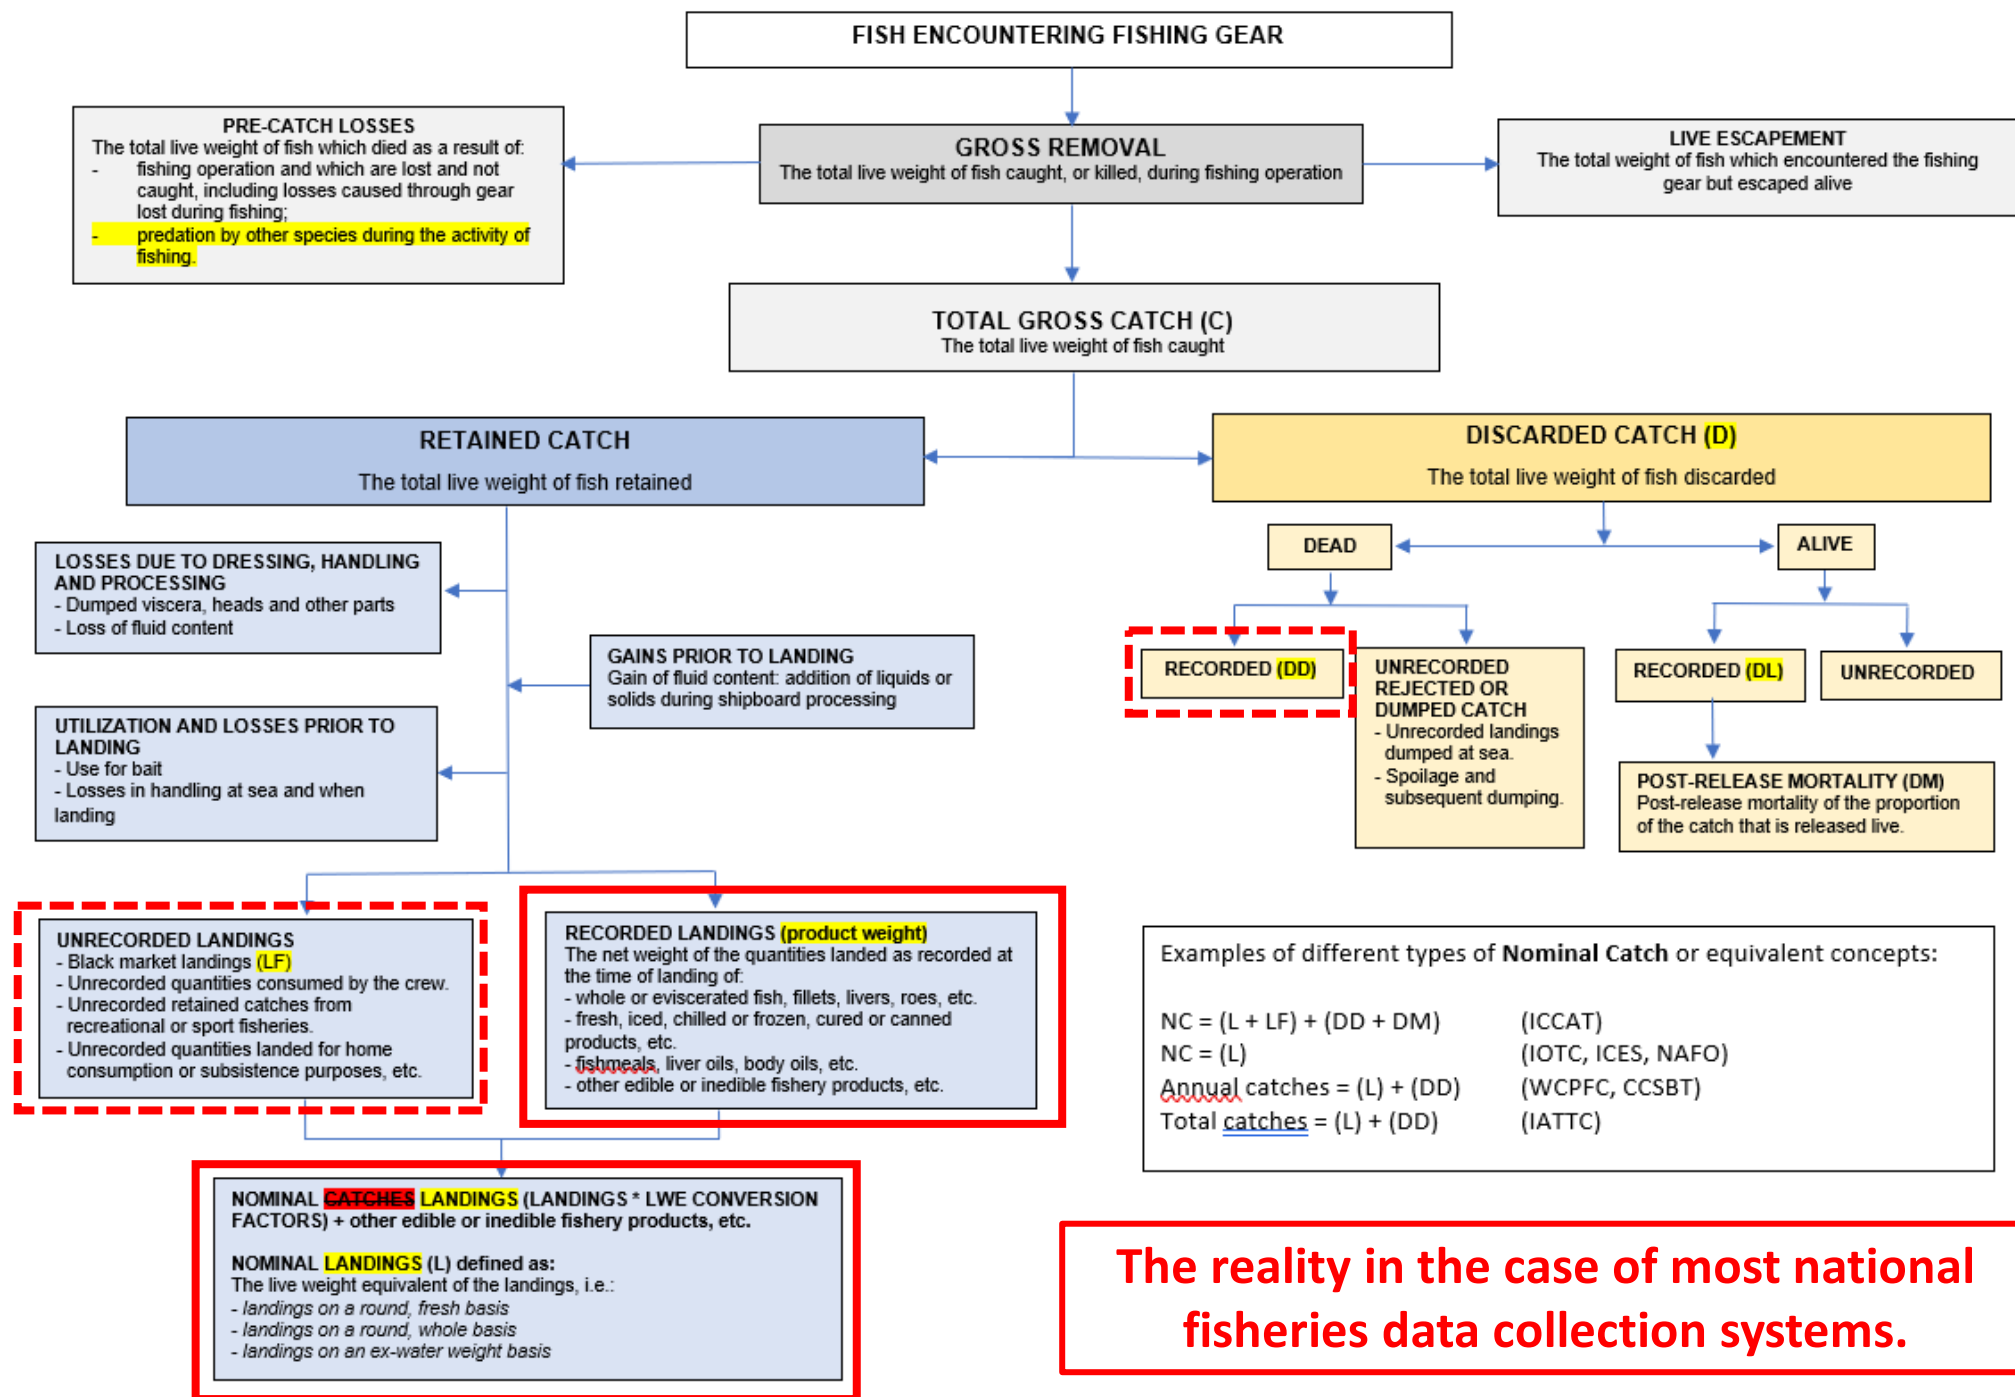 FISH ENCOUNTERING FISHING GEAR
PRE-CATCH LOSSES
The total live weight of fish which died as a result of:
- fishing operation and which are lost and not
caught, including losses caused through gear
lost during fishing;
- predation by other species during the activity of
fishing.
GROSS REMOVAL
The total live weight of fish caught, or killed, during fishing operation
LIVE ESCAPEMENT
The total weight of fish which encountered the fishing
gear but escaped alive
TOTAL GROSS CATCH (C)
The total live weight of fish caught
RETAINED CATCH
The total live weight of fish retained
DISCARDED CATCH (D)
The total live weight of fish discarded
DEAD
ALIVE
LOSSES DUE TO DRESSING, HANDLING
AND PROCESSING
- Dumped viscera, heads and other parts
- Loss of fluid content
GAINS PRIOR TO LANDING
Gain of fluid content: addition of liquids or
solids during shipboard processing
UTILIZATION AND LOSSES PRIOR TO
LANDING
- Use for bait
- Losses in handling at sea and when
landing
RECORDED (DD)
UNRECORDED
REJECTED OR
DUMPED CATCH
- Unrecorded landings
dumped at sea.
- Spoilage and
subsequent dumping.
RECORDED (DL)
UNRECORDED
POST-RELEASE MORTALITY (DM)
Post-release mortality of the proportion
of the catch that is released live.
UNRECORDED LANDINGS
- Black market landings (LF)
- Unrecorded quantities consumed by the crew.
- Unrecorded retained catches from
recreational or sport fisheries.
- Unrecorded quantities landed for home
consumption or subsistence purposes, etc.
RECORDED LANDINGS (product weight)
The net weight of the quantities landed as recorded at
the time of landing of:
- whole or eviscerated fish, fillets, livers, roes, etc.
- fresh, iced, chilled or frozen, cured or canned
products, etc.
- fishmeals, liver oils, body oils, etc.
- other edible or inedible fishery products, etc.
Examples of different types of Nominal Catch or equivalent concepts:
NC = (L + LF) + (DD + DM) (ICCAT)
NC = (L) (IOTC, ICES, NAFO)
Annual catches = (L) + (DD) (WCPFC, CCSBT)
Total catches = (L) + (DD) (IATTC)
NOMINAL CATCHES LANDINGS (LANDINGS * LWE CONVERSION
FACTORS) + other edible or inedible fishery products, etc.
NOMINAL LANDINGS (L) defined as:
The live weight equivalent of the landings, i.e.:
- landings on a round, fresh basis
- landings on a round, whole basis
- landings on an ex-water weight basis
The reality in the case of most national
fisheries data collection systems.